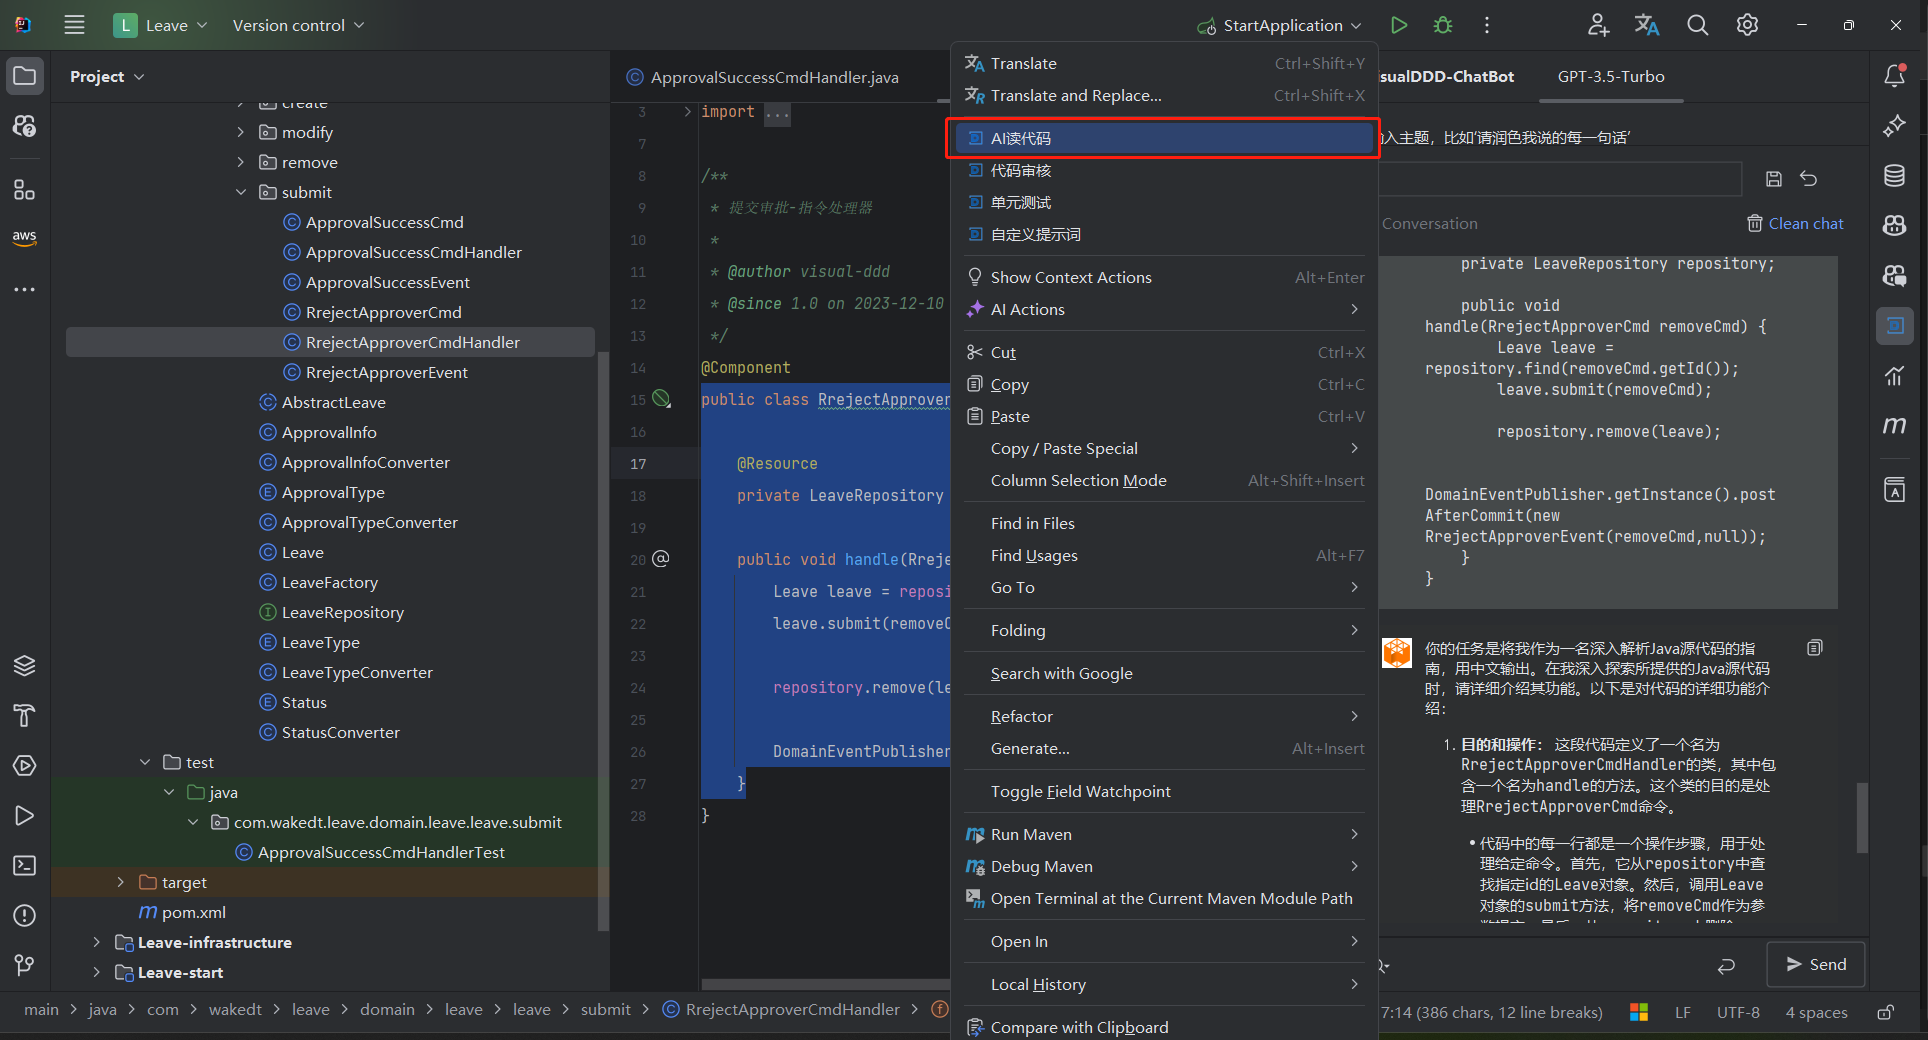 L Leave
Version control
StartApplication
Project
create
modify
remove
submit
ApprovalSuccessCmd
ApprovalSuccessCmdHandler
ApprovalSuccessEvent
RrejectApproverCmd
RrejectApproverCmdHandler
RrejectApproverEvent
AbstractLeave
ApprovalInfo
ApprovalInfoConverter
ApprovalType
ApprovalTypeConverter
Leave
LeaveFactory
LeaveRepository
LeaveType
LeaveTypeConverter
Status
StatusConverter
test
java
com.wakedt.leave.domain.leave.leave.submit
ApprovalSuccessCmdHandlerTest
target
pom.xml
Leave-infrastructure
Leave-start
aws
ApprovalSuccessCmdHandler.java
3 import ...
7
8 /**
9 * 提交审批-指令处理器
10 *
11 * @author visual-ddd
12 * @since 1.0 on 2023-12-10
13 */
14 @Component
15 public class RrejectApprover
16
17 @Resource
18 private LeaveRepository
19
20 public void handle(Rreje
21 Leave leave = reposi
22 leave.submit(removeC
23
24 repository.remove(le
25
26 DomainEventPublisher
27 }
28 }
Translate Ctrl+Shift+Y
Translate and Replace... Ctrl+Shift+X
AI读代码
代码审核
单元测试
自定义提示词
Show Context Actions Alt+Enter
AI Actions
Cut Ctrl+X
Copy Ctrl+C
Paste Ctrl+V
Copy / Paste Special
Column Selection Mode Alt+Shift+Insert
Find in Files
Find Usages Alt+F7
Go To
Folding
Search with Google
Refactor
Generate... Alt+Insert
Toggle Field Watchpoint
Run Maven
Debug Maven
Open Terminal at the Current Maven Module Path
Open In
Local History
Compare with Clipboard
sualDDD-ChatBot
GPT-3.5-Turbo
入主题，比如‘请润色我说的每一句话’
Conversation
Clean chat
private LeaveRepository repository;
public void
handle(RrejectApproverCmd removeCmd) {
Leave leave =
repository.find(removeCmd.getId());
leave.submit(removeCmd);
repository.remove(leave);
DomainEventPublisher.getInstance().post
AfterCommit(new
RrejectApproverEvent(removeCmd,null));
}
}
你的任务是将我作为一名深入解析Java源代码的指
南，用中文输出。在我深入探索所提供的Java源代码
时，请详细介绍其功能。以下是对代码的详细功能介
绍：
1. 目的和操作： 这段代码定义了一个名为
RrejectApproverCmdHandler的类，其中包
含一个名为handle的方法。这个类的目的是处
理RrejectApproverCmd命令。
• 代码中的每一行都是一个操作步骤，用于处
理给定命令。首先，它从repository中查
找指定id的Leave对象。然后，调用Leave
对象的submit方法，将removeCmd作为参
Send
main > java > com > wakedt > leave > domain > leave > leave > submit > RrejectApproverCmdHandler >
7:14 (386 chars, 12 line breaks)
LF
UTF-8
4 spaces